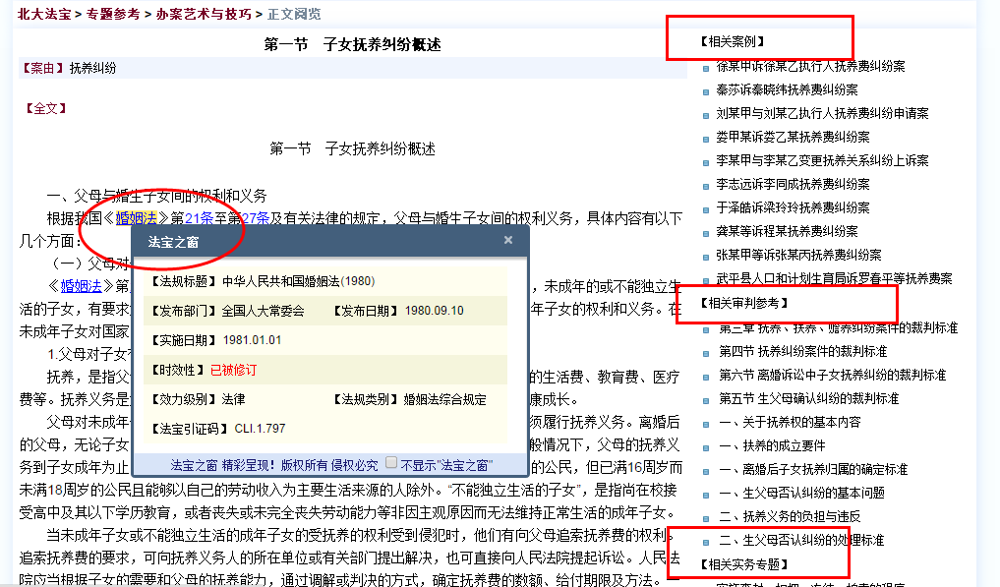 北大法宝 > 专题参考 > 办案艺术与技巧 > 正文阅览
第一节 子女抚养纠纷概述
【案由】抚养纠纷
【全文】
第一节 子女抚养纠纷概述
一、父母与婚生子女间的权利和义务
根据我国《婚姻法》第21条至第27条及有关法律的规定，父母与婚生子女间的权利义务，具体内容有以下
几个方面：
（一）父母对
《婚姻法》第
，未成年的或不能独立生
活的子女，有要求
年子女的权利和义务。在
未成年子女对国家
1.父母对子女
抚养，是指父
的生活费、教育费、医疗
费等。抚养义务是
康成长。
父母对未成年
须履行抚养义务。离婚后
的父母，无论子女
般情况下，父母的抚养义
务到子女成年为止
的公民，但已满16周岁而
未满18周岁的公民且能够以自己的劳动收入为主要生活来源的人除外。“不能独立生活的子女”，是指尚在校接
受高中及其以下学历教育，或者丧失或未完全丧失劳动能力等非因主观原因而无法维持正常生活的成年子女。
当未成年子女或不能独立生活的成年子女的受抚养的权利受到侵犯时，他们有向父母追索抚养费的权利。
追索抚养费的要求，可向抚养义务人的所在单位或有关部门提出解决，也可直接向人民法院提起诉讼。人民法
院应当根据子女的需要和父母的抚养能力，通过调解或判决的方式，确定抚养费的数额、给付期限及方法。
法宝之窗 ×
【法规标题】中华人民共和国婚姻法(1980)
【发布部门】全国人大常委会 【发布日期】1980.09.10
【实施日期】1981.01.01
【时效性】已被修订
【效力级别】法律 【法规类别】婚姻法综合规定
【法宝引证码】CLI.1.797
法宝之窗 精彩呈现！版权所有 侵权必究 不显示“法宝之窗”
【相关案例】
徐某甲诉徐某乙执行人抚养费纠纷案
秦莎诉秦晓纬抚养费纠纷案
刘某甲与刘某乙执行人抚养费纠纷申请案
娄甲某诉娄乙某抚养费纠纷案
李某甲与李某乙变更抚养关系纠纷上诉案
李志远诉李同成抚养费纠纷案
于泽皓诉梁玲玲抚养费纠纷案
龚某等诉程某抚养费纠纷案
张某甲等诉张某丙抚养费纠纷案
武平县人口和计划生育局诉罗春平等抚养费案
【相关审判参考】
第三章 抚养、扶养、赡养纠纷案件的裁判标准
第四节 抚养纠纷案件的裁判标准
第六节 离婚诉讼中子女抚养纠纷的裁判标准
第五节 生父母确认纠纷的裁判标准
一、关于抚养权的基本内容
一、扶养的成立要件
一、离婚后子女抚养归属的确定标准
一、生父母否认纠纷的基本问题
二、抚养义务的负担与违反
二、生父母否认纠纷的处理标准
【相关实务专题】